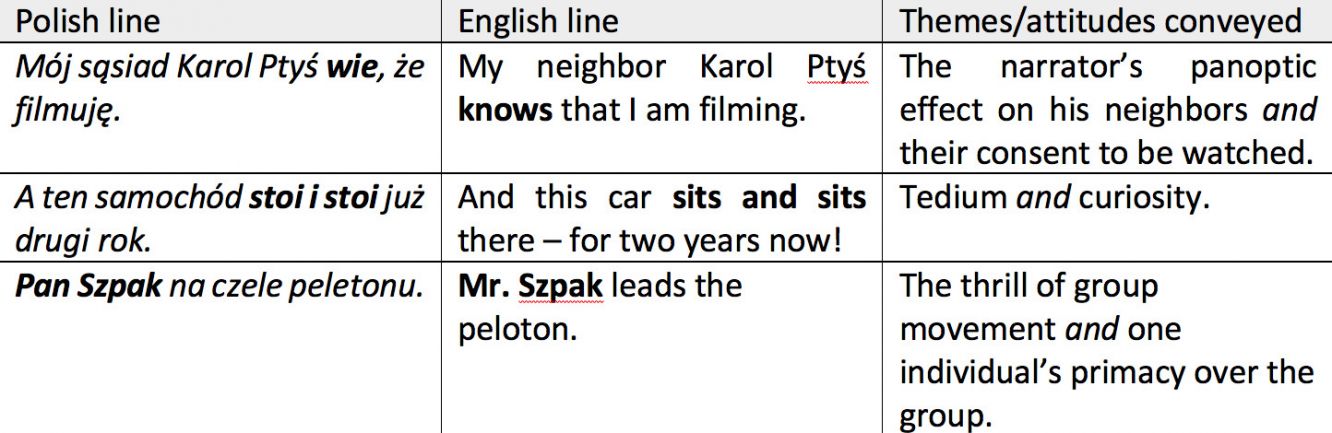 Polish line
English line
Themes/attitudes conveyed
Mój sąsiad Karol Ptyś wie, że
filmuję.
My neighbor Karol Ptyś
knows that I am filming.
The narrator’s panoptic
effect on his neighbors and
their consent to be watched.
A ten samochód stoi i stoi już
drugi rok.
And this car sits and sits
there – for two years now!
Tedium and curiosity.
Pan Szpak na czele peletonu.
Mr. Szpak leads the
peloton.
The thrill of group
movement and one
individual’s primacy over the
group.